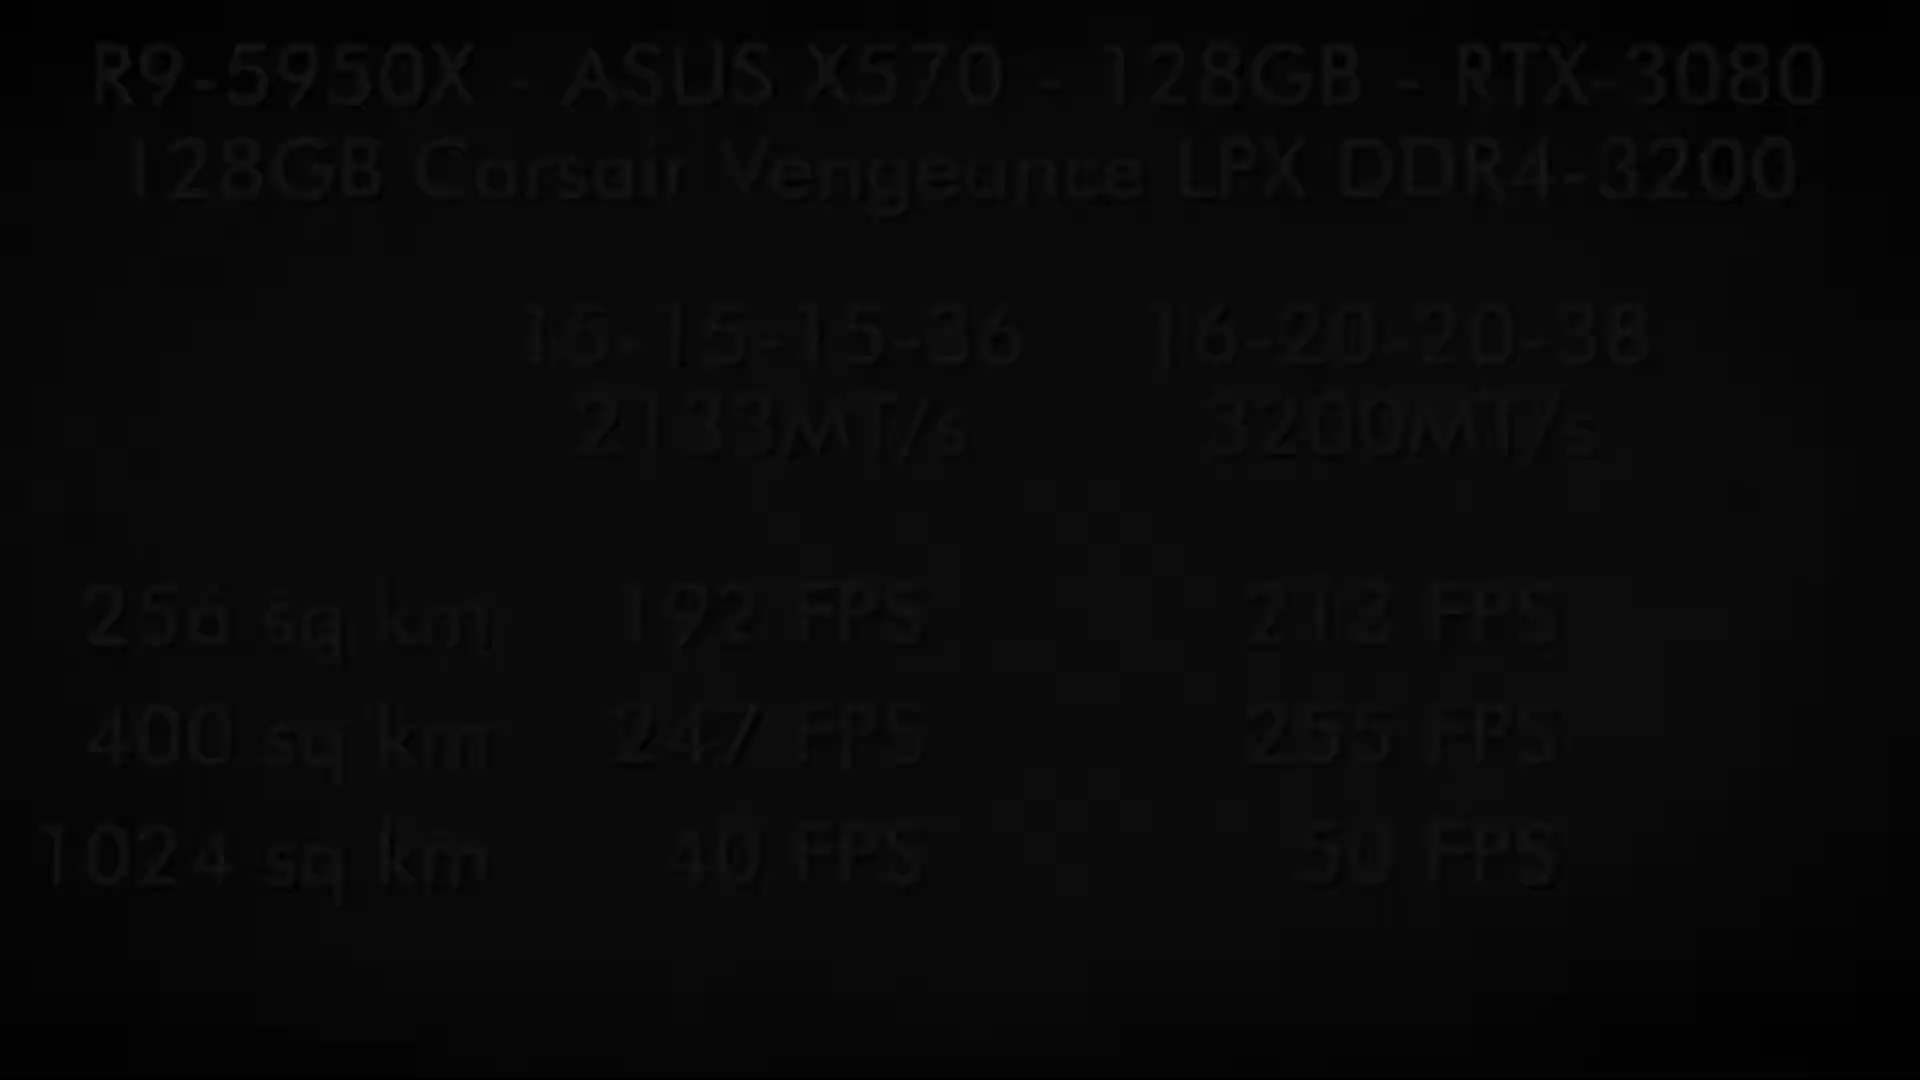 R9-5950X - ASUS X570 - 128GB - RTX-3080
128GB Corsair Vengeance LPX DDR4-3200
15-15-15-36 16-20-20-38
2133MT/s 3200MT/s
256 sq km 192 FPS 212 FPS
400 sq km 247 FPS 255 FPS
1024 sq km 40 FPS 50 FPS